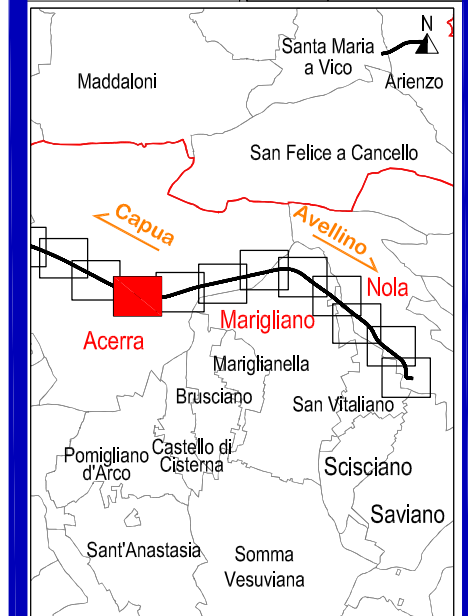 N
Santa Maria
a Vico
Maddaloni
Arienzo
San Felice a Cancello
Capua
Avellino
Nola
Acerra
Marigliano
Mariglianella
Brusciano
San Vitaliano
Pomigliano
d'Arco
Castello di
Cisterna
Scisciano
Saviano
Sant'Anastasia
Somma
Vesuviana